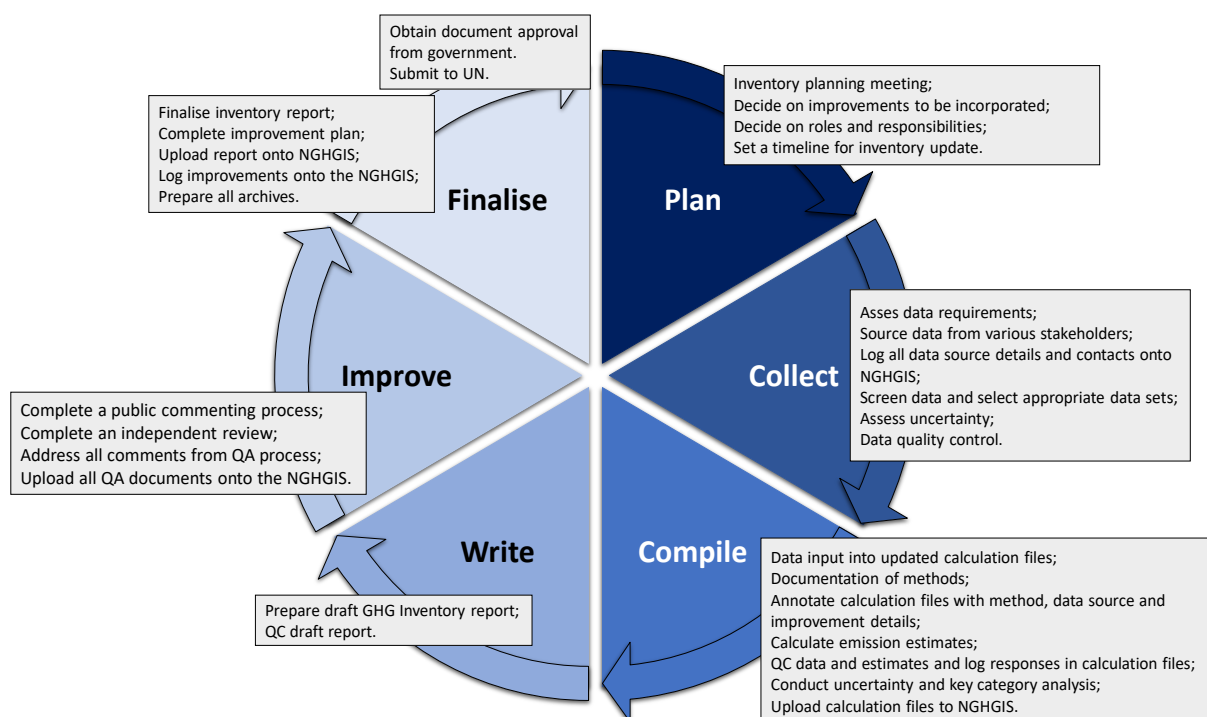 Obtain document approval
from government.
Submit to UN.
Finalise inventory report;
Complete improvement plan;
Upload report onto NGHGIS;
Log improvements onto the NGHGIS;
Prepare all archives.
Inventory planning meeting;
Decide on improvements to be incorporated;
Decide on roles and responsibilities;
Set a timeline for inventory update.
Finalise
Plan
Asses data requirements;
Source data from various stakeholders;
Log all data source details and contacts onto
NGHGIS;
Screen data and select appropriate data sets;
Assess uncertainty;
Data quality control.
Improve
Collect
Complete a public commenting process;
Complete an independent review;
Address all comments from QA process;
Upload all QA documents onto the NGHGIS.
Write
Compile
Prepare draft GHG Inventory report;
QC draft report.
Data input into updated calculation files;
Documentation of methods;
Annotate calculation files with method, data source and
improvement details;
Calculate emission estimates;
QC data and estimates and log responses in calculation files;
Conduct uncertainty and key category analysis;
Upload calculation files to NGHGIS.